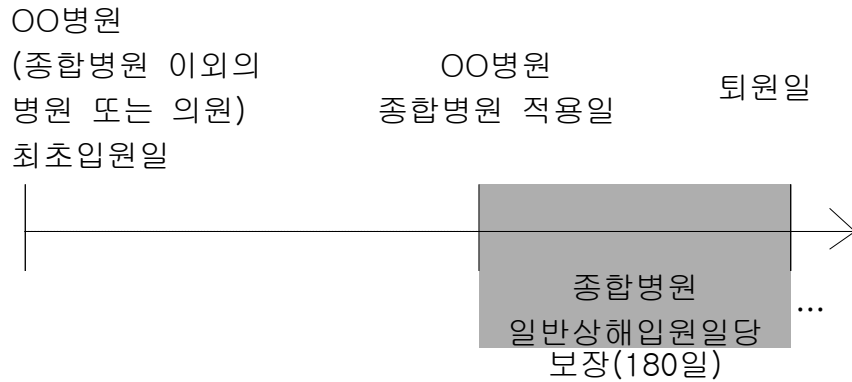 OO병원
(종합병원 이외의
병원 또는 의원)
최초입원일
OO병원
종합병원 적용일
퇴원일
종합병원
일반상해입원일당
보장(180일)
...